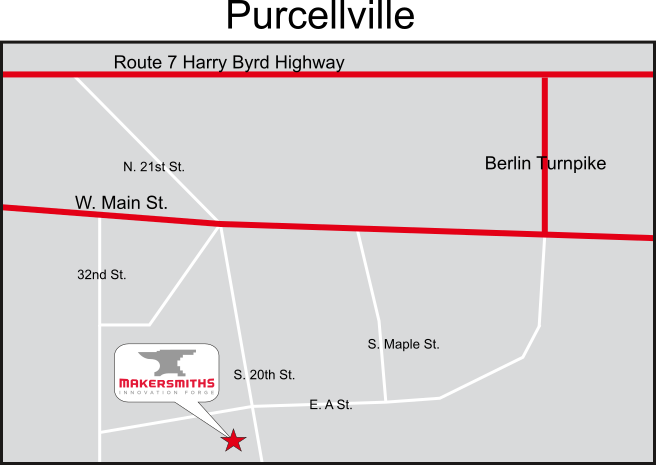 Purcellville
Route 7 Harry Byrd Highway
N. 21st St.
Berlin Turnpike
W. Main St.
32nd St.
S. Maple St.
MAKERSMITHS
INNOVATION FORGE
S. 20th St.
E. A St.